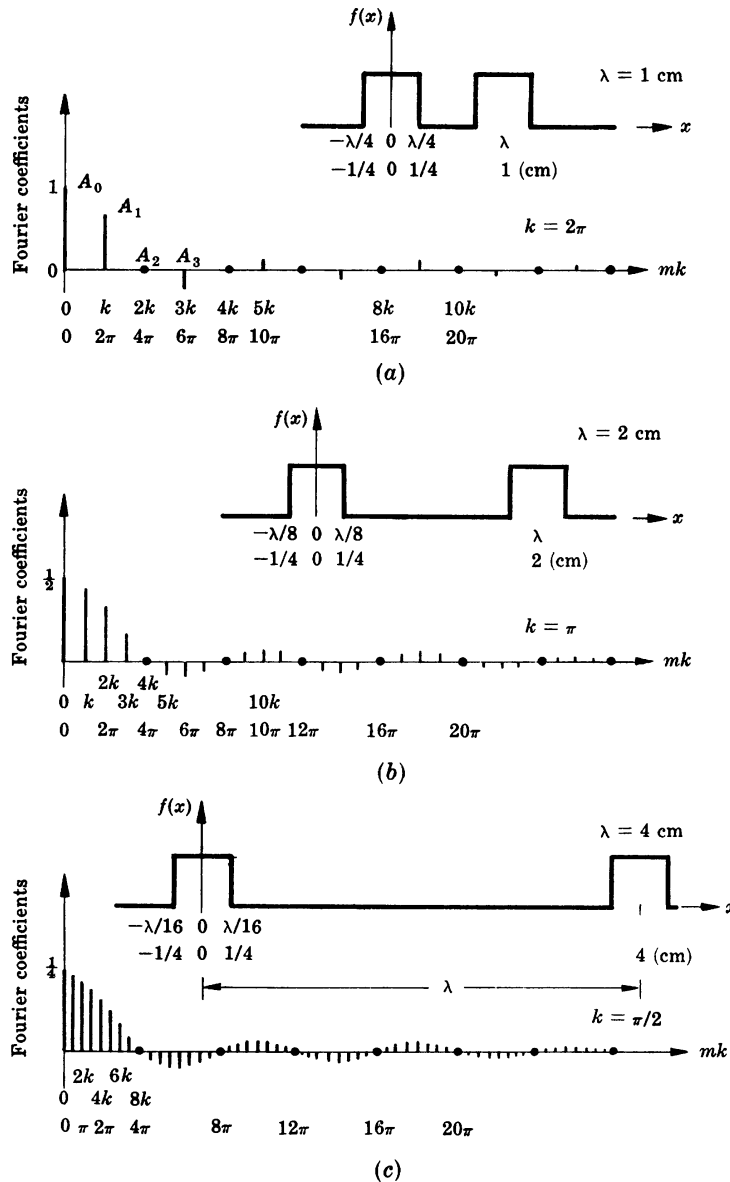 f(x)
λ = 1 cm
x
−λ/4 0 λ/4 λ
−1/4 0 1/4 1 (cm)
Fourier coefficients
1
A₀
A₁
k = 2π
A₂ A₃
0
mk
0 k 2k 3k 4k 5k 8k 10k
0 2π 4π 6π 8π 10π 16π 20π
(a)
f(x)
λ = 2 cm
x
−λ/8 0 λ/8 λ
−1/4 0 1/4 2 (cm)
Fourier coefficients
1/2
k = π
mk
2k 4k
0 k 3k 5k 10k
0 2π 4π 6π 8π 10π 12π 16π 20π
(b)
f(x)
λ = 4 cm
−λ/16 0 λ/16
−1/4 0 1/4 4 (cm)
Fourier coefficients
1/4
λ
k = π/2
mk
2k 6k
0 4k 8k
0 π 2π 4π 8π 12π 16π 20π
(c)